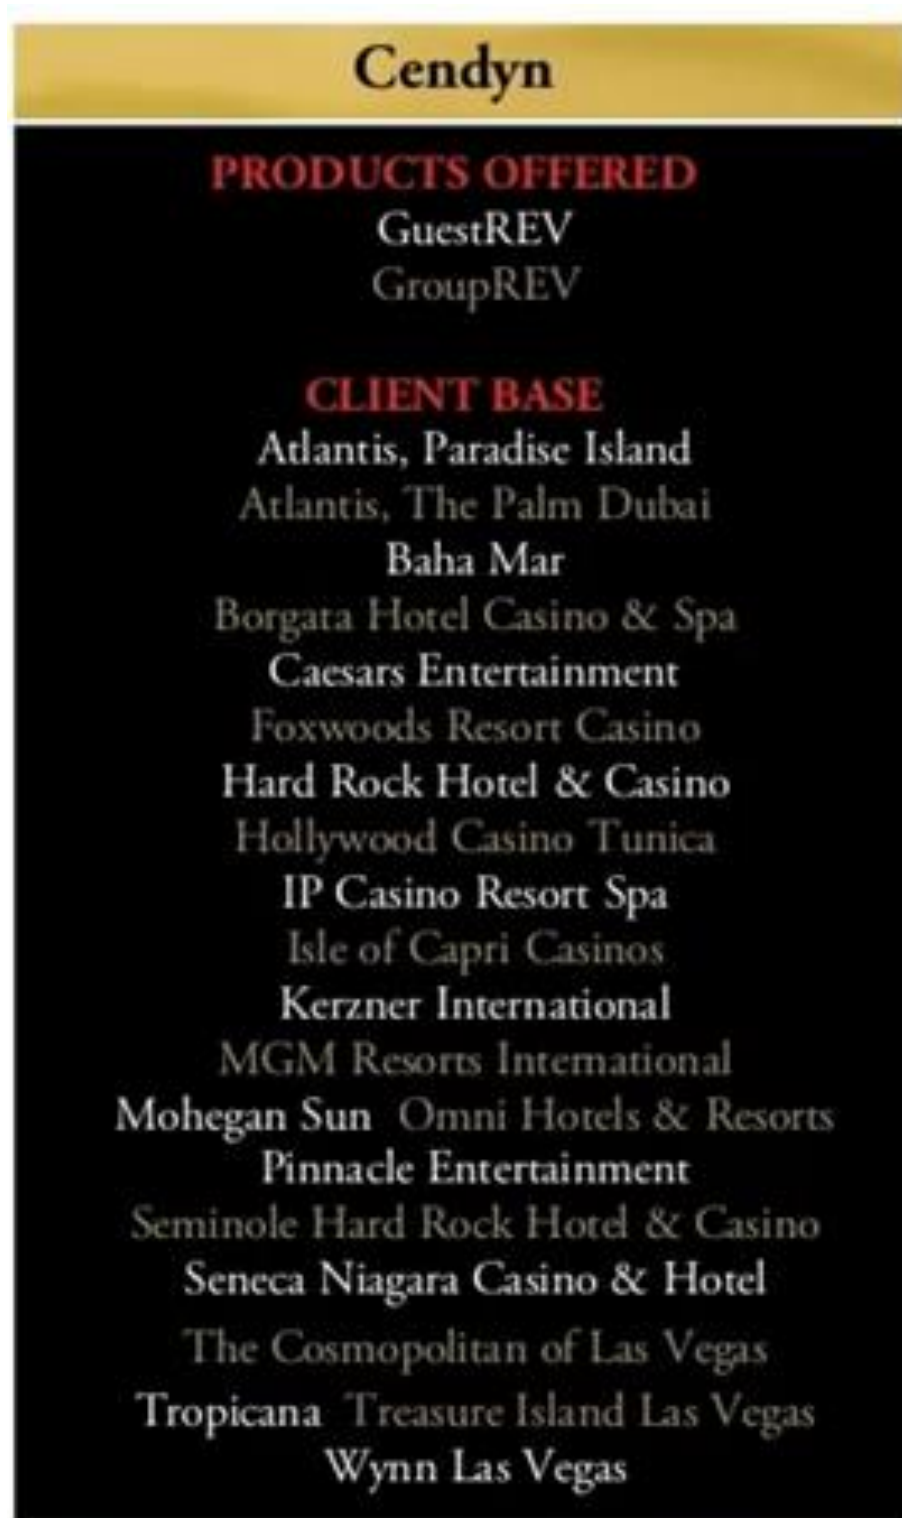 Cendyn
PRODUCTS OFFERED
GuestREV
GroupREV
CLIENT BASE
Atlantis, Paradise Island
Atlantis, The Palm Dubai
Baha Mar
Borgata Hotel Casino & Spa
Caesars Entertainment
Foxwoods Resort Casino
Hard Rock Hotel & Casino
Hollywood Casino Tunica
IP Casino Resort Spa
Isle of Capri Casinos
Kerzner International
MGM Resorts International
Mohegan Sun Omni Hotels & Resorts
Pinnacle Entertainment
Seminole Hard Rock Hotel & Casino
Seneca Niagara Casino & Hotel
The Cosmopolitan of Las Vegas
Tropicana Treasure Island Las Vegas
Wynn Las Vegas